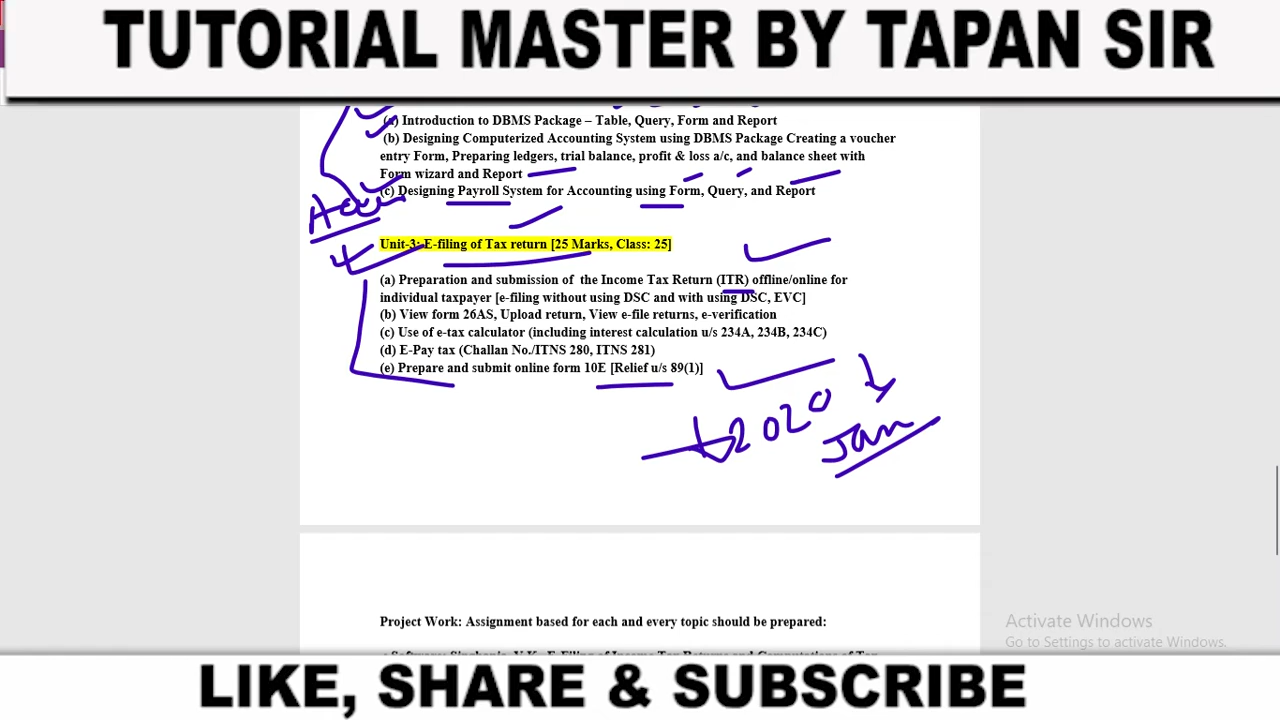 TUTORIAL MASTER BY TAPAN SIR
(a) Introduction to DBMS Package – Table, Query, Form and Report
(b) Designing Computerized Accounting System using DBMS Package Creating a voucher
entry Form, Preparing ledgers, trial balance, profit & loss a/c, and balance sheet with
Form wizard and Report
(c) Designing Payroll System for Accounting using Form, Query, and Report
Unit-3: E-filing of Tax return [25 Marks, Class: 25]
(a) Preparation and submission of the Income Tax Return (ITR) offline/online for
individual taxpayer [e-filing without using DSC and with using DSC, EVC]
(b) View form 26AS, Upload return, View e-file returns, e-verification
(c) Use of e-tax calculator (including interest calculation u/s 234A, 234B, 234C)
(d) E-Pay tax (Challan No./ITNS 280, ITNS 281)
(e) Prepare and submit online form 10E [Relief u/s 89(1)]
2020
Jan
Project Work: Assignment based for each and every topic should be prepared:
Activate Windows
Go to Settings to activate Windows.
LIKE, SHARE & SUBSCRIBE